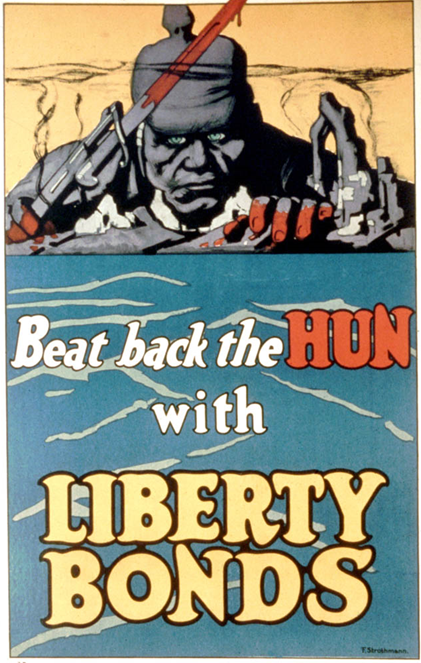 Beat back the HUN
with
LIBERTY
BONDS
F. Strothmann.